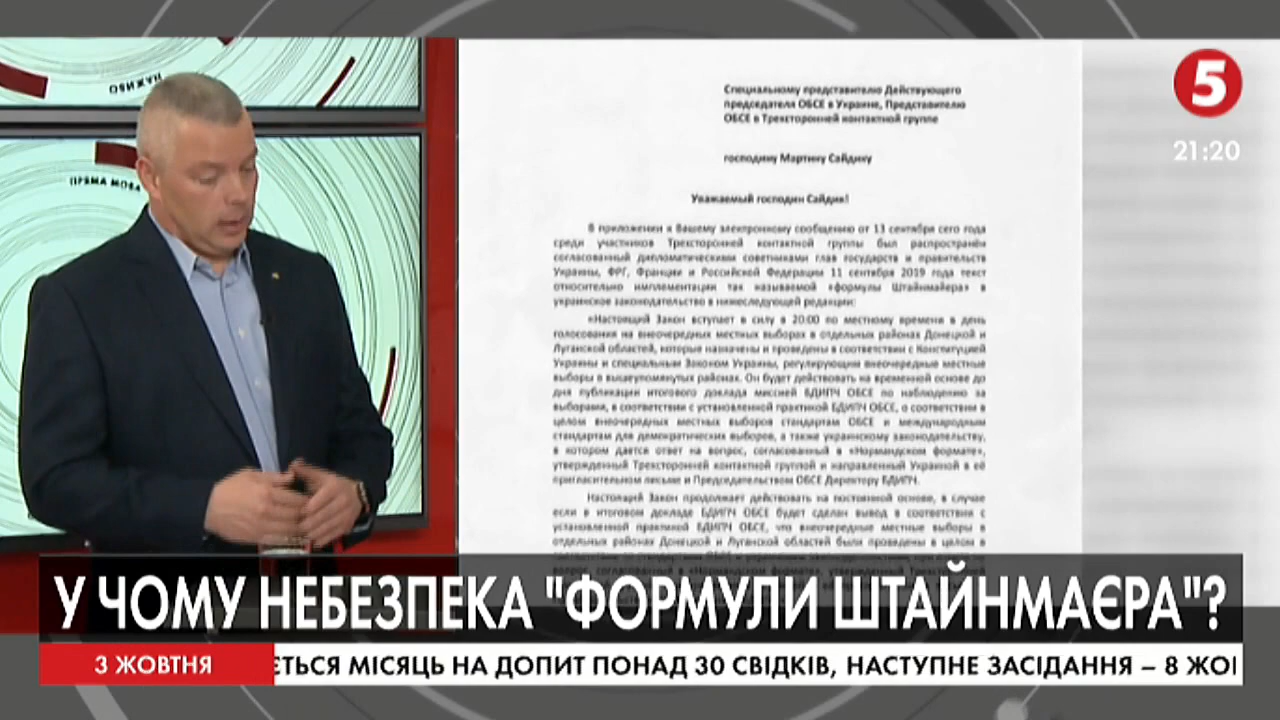 НАЖИВО
ПРЯМА МОВА
5
21:20
Специальному представителю Действующего
председателя ОБСЕ в Украине, Представителю
ОБСЕ в Трехсторонней контактной группе
господину Мартину Сайдику
Уважаемый господин Сайдик!
В приложении к Вашему электронному сообщению от 13 сентября сего года
среди участников Трехсторонней контактной группы был распространён
согласованный дипломатическими советниками глав государств и правительств
Украины, ФРГ, Франции и Российской Федерации 11 сентября 2019 года текст
относительно имплементации так называемой «формулы Штайнмайера» в
украинское законодательство в нижеследующей редакции:
«Настоящий Закон вступает в силу в 20:00 по местному времени в день
голосования на внеочередных местных выборах в отдельных районах Донецкой и
Луганской областей, которые назначены и проведены в соответствии с Конституцией
Украины и специальным Законом Украины, регулирующим внеочередные местные
выборы в вышеупомянутых районах. Он будет действовать на временной основе до
дня публикации итогового доклада миссией БДИПЧ ОБСЕ по наблюдению за
выборами, в соответствии с установленной практикой БДИПЧ ОБСЕ, о соответствии в
целом внеочередных местных выборов стандартам ОБСЕ и международным
стандартам для демократических выборов, а также украинскому законодательству,
в котором дается ответ на вопрос, согласованный в «Нормандском формате»,
утвержденный Трехсторонней контактной группой и направленный Украиной в её
пригласительном письме и Председательством ОБСЕ Директору БДИПЧ.
Настоящий Закон продолжает действовать на постоянной основе, в случае
если в итоговом докладе БДИПЧ ОБСЕ будет сделан вывод в соответствии с
установленной практикой БДИПЧ ОБСЕ, что внеочередные местные выборы в
отдельных районах Донецкой и Луганской областей были проведены в целом в
У ЧОМУ НЕБЕЗПЕКА "ФОРМУЛИ ШТАЙНМАЄРА"?
3 ЖОВТНЯ
ЄТЬСЯ МІСЯЦЬ НА ДОПИТ ПОНАД 30 СВІДКІВ, НАСТУПНЕ ЗАСІДАННЯ – 8 ЖОВ